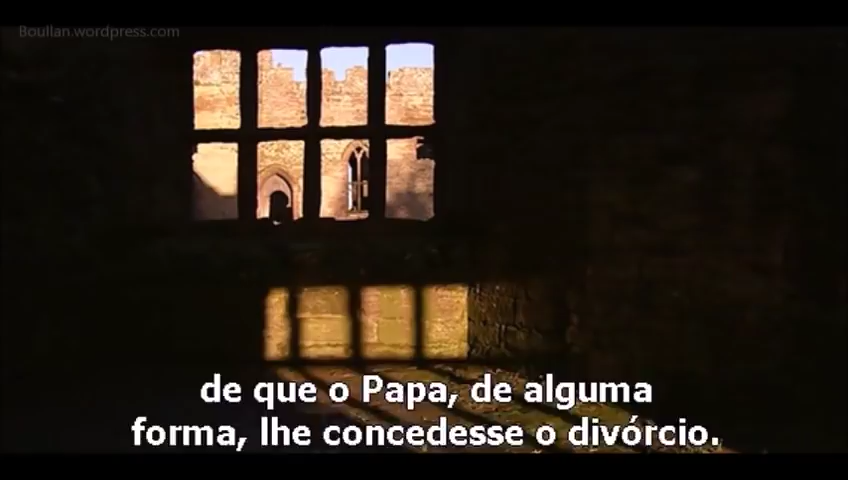 Boullan.wordpress.com
de que o Papa, de alguma
forma, lhe concedesse o divórcio.